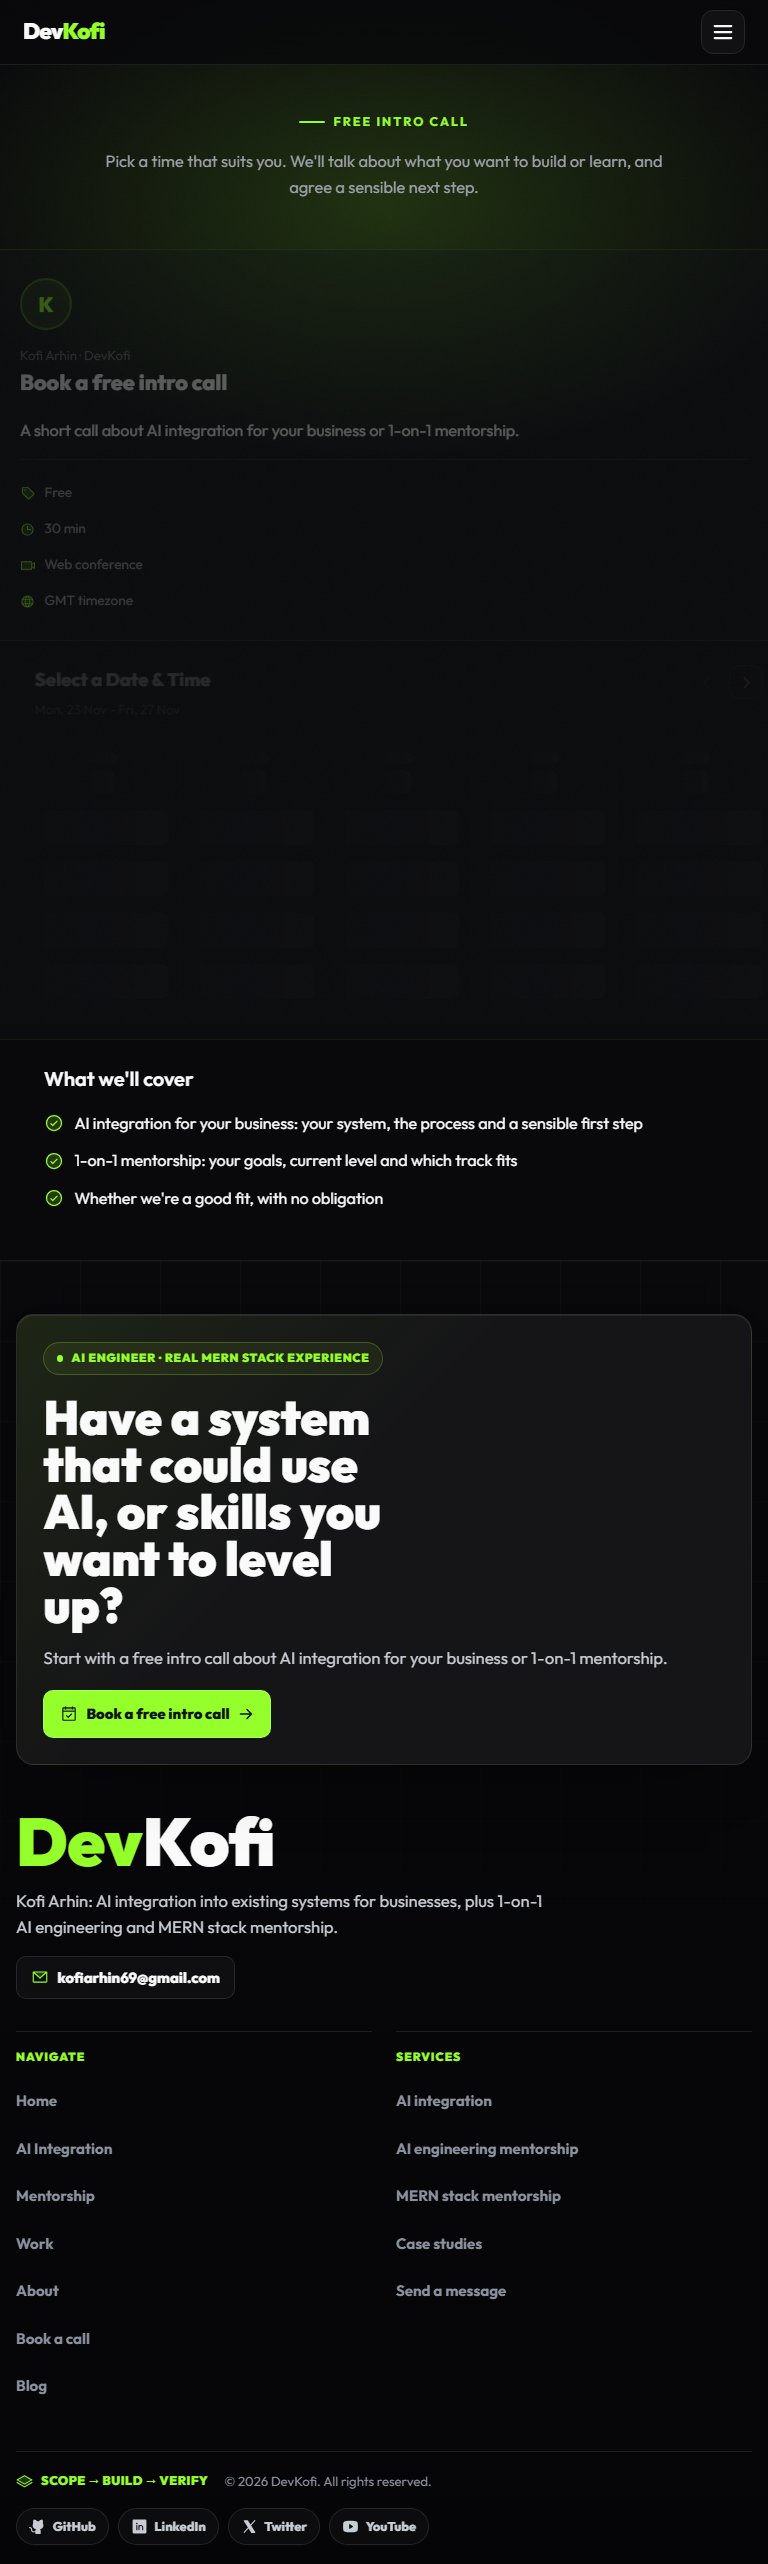 DevKofi
FREE INTRO CALL
Pick a time that suits you. We'll talk about what you want to build or learn, and
agree a sensible next step.
K
Kofi Arhin · DevKofi
Book a free intro call
A short call about AI integration for your business or 1-on-1 mentorship.
Free
30 min
Web conference
GMT timezone
Select a Date & Time
Mon, 23 Nov - Fri, 27 Nov
What we'll cover
AI integration for your business: your system, the process and a sensible first step
1-on-1 mentorship: your goals, current level and which track fits
Whether we're a good fit, with no obligation
AI ENGINEER · REAL MERN STACK EXPERIENCE
Have a system
that could use
AI, or skills you
want to level
up?
Start with a free intro call about AI integration for your business or 1-on-1 mentorship.
Book a free intro call →
DevKofi
Kofi Arhin: AI integration into existing systems for businesses, plus 1-on-1
AI engineering and MERN stack mentorship.
kofiarhin69@gmail.com
NAVIGATE
Home
AI Integration
Mentorship
Work
About
Book a call
Blog
SERVICES
AI integration
AI engineering mentorship
MERN stack mentorship
Case studies
Send a message
SCOPE → BUILD → VERIFY
© 2026 DevKofi. All rights reserved.
GitHub
LinkedIn
Twitter
YouTube